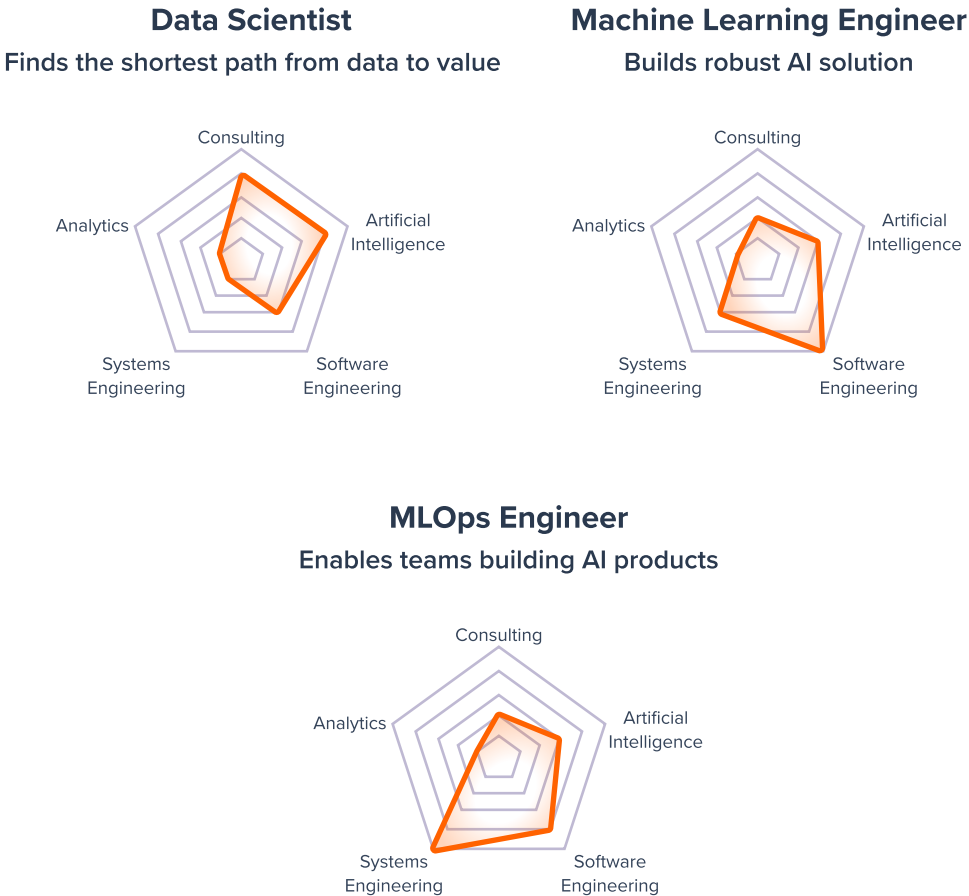 Data Scientist
Finds the shortest path from data to value
Consulting
Analytics
Artificial
Intelligence
Systems
Engineering
Software
Engineering
Machine Learning Engineer
Builds robust AI solution
Consulting
Analytics
Artificial
Intelligence
Systems
Engineering
Software
Engineering
MLOps Engineer
Enables teams building AI products
Consulting
Analytics
Artificial
Intelligence
Systems
Engineering
Software
Engineering